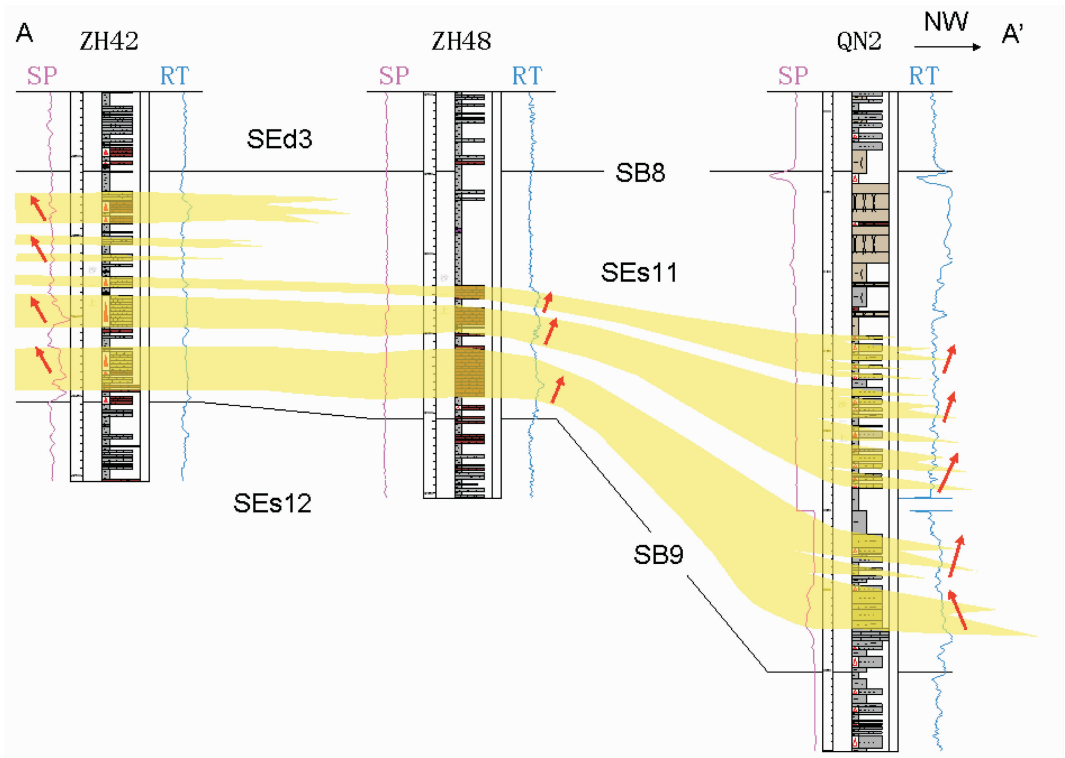 A ZH42 ZH48 QN2 NW A'
SP RT SP RT SP RT
SEd3
SB8
SEs11
SEs12
SB9